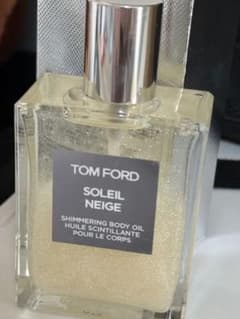 TOM FORD
SOLEIL
NEIGE
SHIMMERING BODY OIL
HUILE SCINTILLANTE
POUR LE CORPS